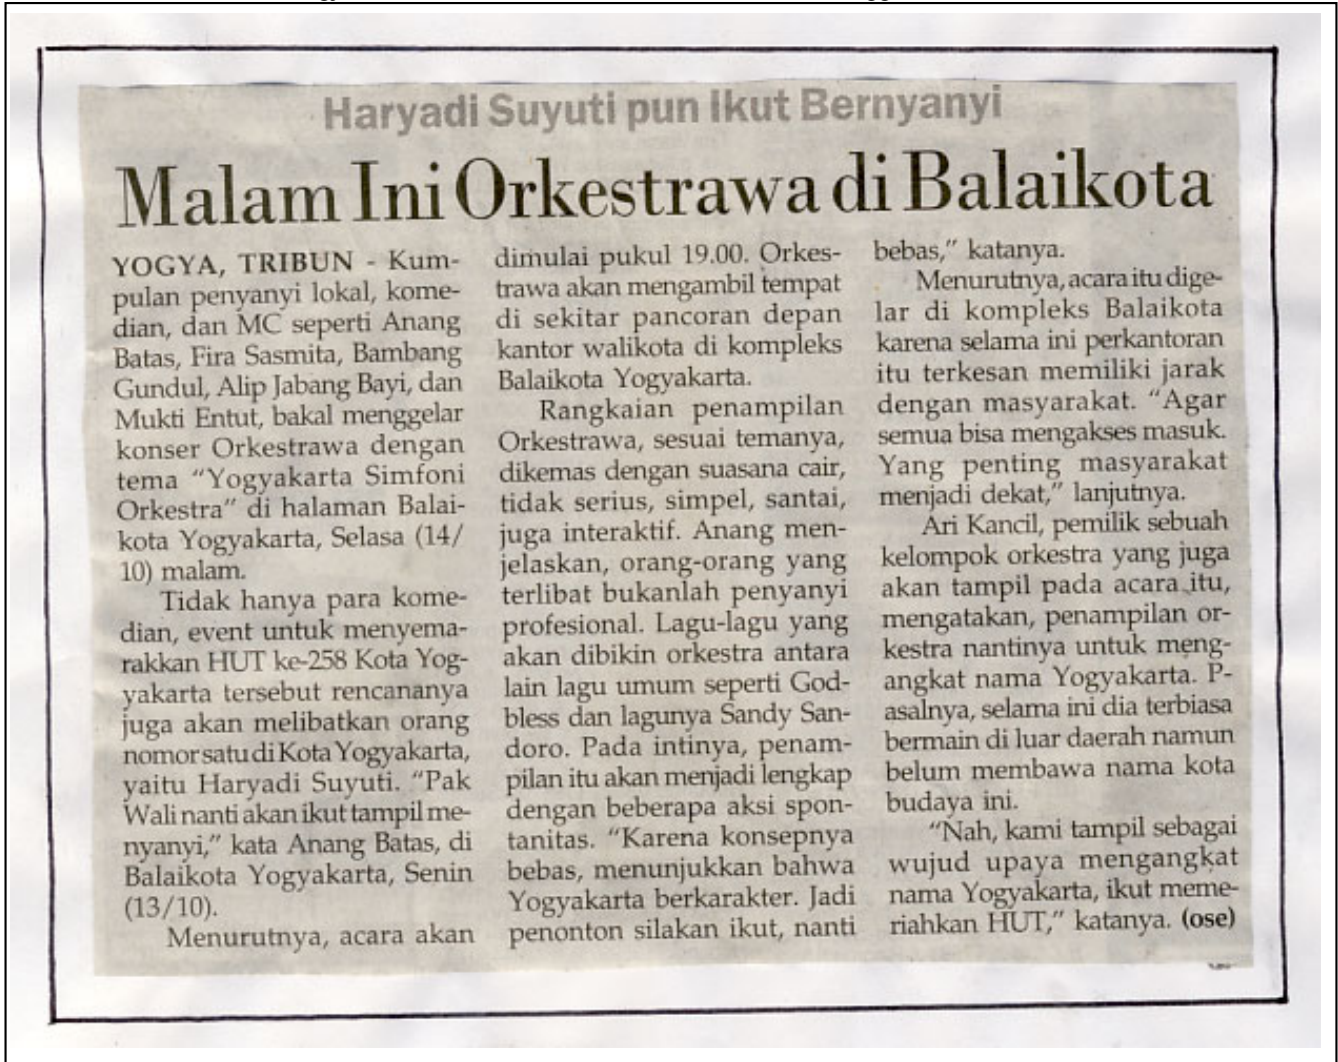 Haryadi Suyuti pun Ikut Bernyanyi
Malam Ini Orkestrawa di Balaikota
YOGYA, TRIBUN - Kum-
pulan penyanyi lokal, kome-
dian, dan MC seperti Anang
Batas, Fira Sasmita, Bambang
Gundul, Alip Jabang Bayi, dan
Mukti Entut, bakal menggelar
konser Orkestrawa dengan
tema "Yogyakarta Simfoni
Orkestra" di halaman Balai-
kota Yogyakarta, Selasa (14/
10) malam.
Tidak hanya para kome-
dian, event untuk menyema-
rakkan HUT ke-258 Kota Yog-
yakarta tersebut rencananya
juga akan melibatkan orang
nomor satu di Kota Yogyakarta,
yaitu Haryadi Suyuti. "Pak
Wali nanti akan ikut tampil me-
nyanyi," kata Anang Batas, di
Balaikota Yogyakarta, Senin
(13/10).
Menurutnya, acara akan
dimulai pukul 19.00. Orkes-
trawa akan mengambil tempat
di sekitar pancoran depan
kantor walikota di kompleks
Balaikota Yogyakarta.
Rangkaian penampilan
Orkestrawa, sesuai temanya,
dikemas dengan suasana cair,
tidak serius, simpel, santai,
juga interaktif. Anang men-
jelaskan, orang-orang yang
terlibat bukanlah penyanyi
profesional. Lagu-lagu yang
akan dibikin orkestra antara
lain lagu umum seperti God-
bless dan lagunya Sandy San-
doro. Pada intinya, penam-
pilan itu akan menjadi lengkap
dengan beberapa aksi spon-
tanitas. "Karena konsepnya
bebas, menunjukkan bahwa
Yogyakarta berkarakter. Jadi
penonton silakan ikut, nanti
bebas," katanya.
Menurutnya, acara itu dige-
lar di kompleks Balaikota
karena selama ini perkantoran
itu terkesan memiliki jarak
dengan masyarakat. "Agar
semua bisa mengakses masuk.
Yang penting masyarakat
menjadi dekat," lanjutnya.
Ari Kancil, pemilik sebuah
kelompok orkestra yang juga
akan tampil pada acara itu,
mengatakan, penampilan or-
kestra nantinya untuk meng-
angkat nama Yogyakarta. P-
asalnya, selama ini dia terbiasa
bermain di luar daerah namun
belum membawa nama kota
budaya ini.
"Nah, kami tampil sebagai
wujud upaya mengangkat
nama Yogyakarta, ikut meme-
riahkan HUT," katanya. (ose)